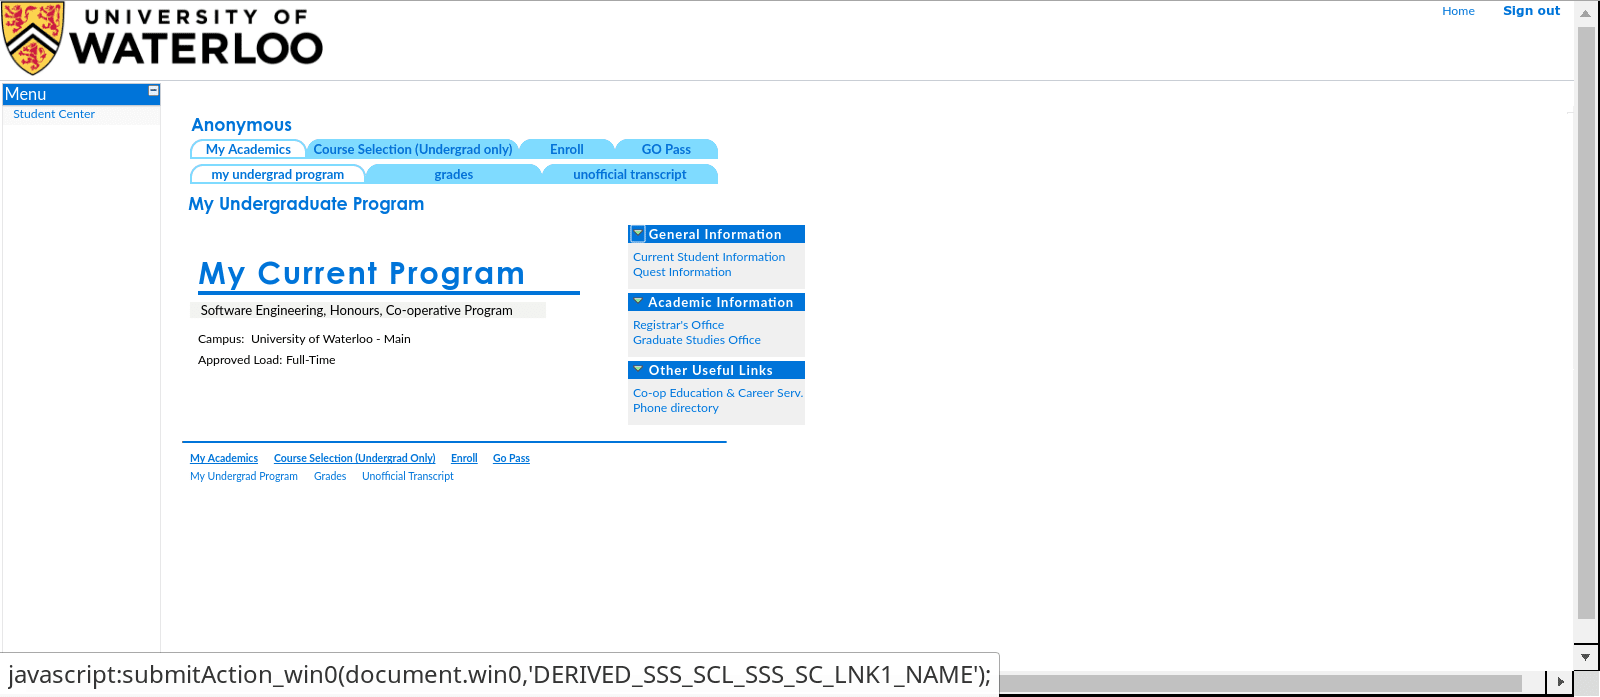 UNIVERSITY OF
WATERLOO
Home Sign out
Menu
Student Center
Anonymous
My Academics Course Selection (Undergrad only) Enroll GO Pass
my undergrad program grades unofficial transcript
My Undergraduate Program
My Current Program
Software Engineering, Honours, Co-operative Program
Campus: University of Waterloo - Main
Approved Load: Full-Time
General Information
Current Student Information
Quest Information
Academic Information
Registrar's Office
Graduate Studies Office
Other Useful Links
Co-op Education & Career Serv.
Phone directory
My Academics Course Selection (Undergrad Only) Enroll Go Pass
My Undergrad Program Grades Unofficial Transcript
javascript:submitAction_win0(document.win0,'DERIVED_SSS_SCL_SSS_SC_LNK1_NAME');